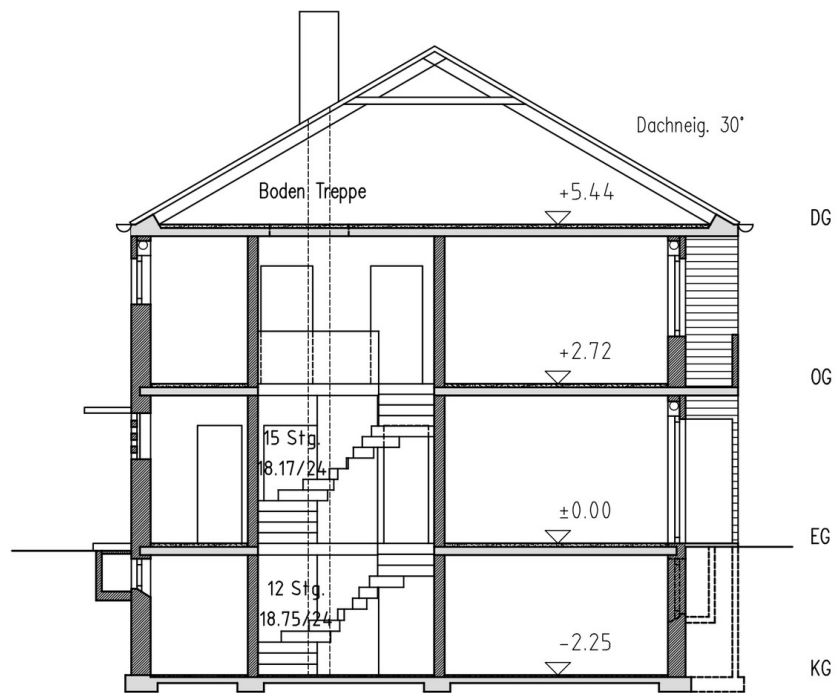 Dachneig. 30°
Boden Treppe
+5.44
DG
+2.72
OG
15 Stg.
18.17/24
±0.00
EG
12 Stg.
18.75/24
-2.25
KG